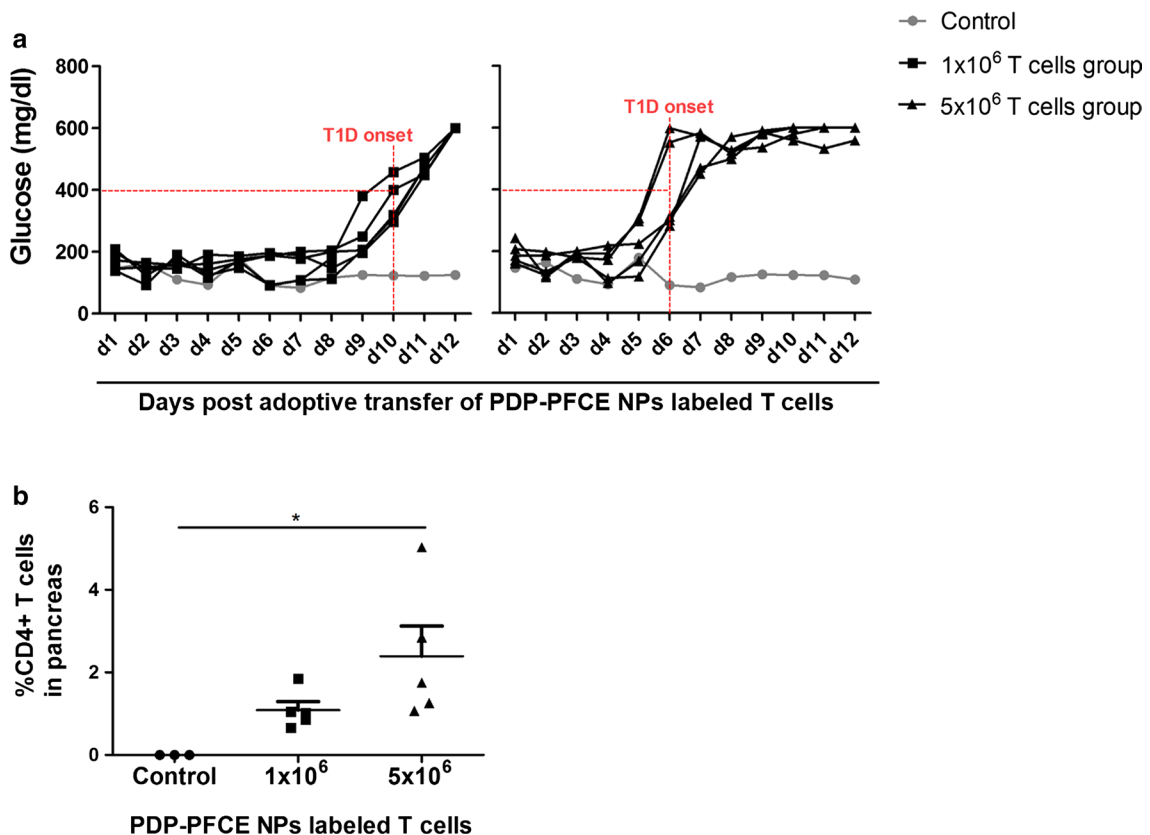 a
Control
1x10⁶ T cells group
5x10⁶ T cells group
Glucose (mg/dl)
800
600
400
200
0
T1D onset
T1D onset
d1 d2 d3 d4 d5 d6 d7 d8 d9 d10 d11 d12
d1 d2 d3 d4 d5 d6 d7 d8 d9 d10 d11 d12
Days post adoptive transfer of PDP-PFCE NPs labeled T cells
b
%CD4+ T cells
in pancreas
6
4
2
0
*
Control 1x10⁶ 5x10⁶
PDP-PFCE NPs labeled T cells